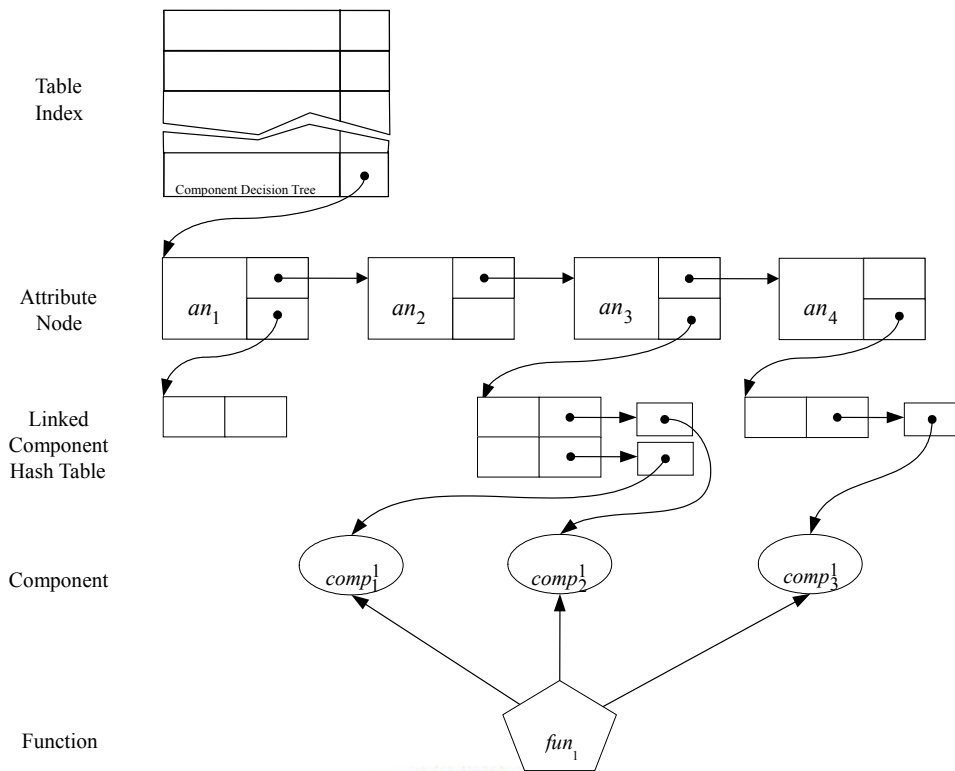 Table
Index
Component Decision Tree
Attribute
Node
an₁
an₂
an₃
an₄
Linked
Component
Hash Table
Component
comp₁¹
comp₂¹
comp₃¹
Function
fun₁